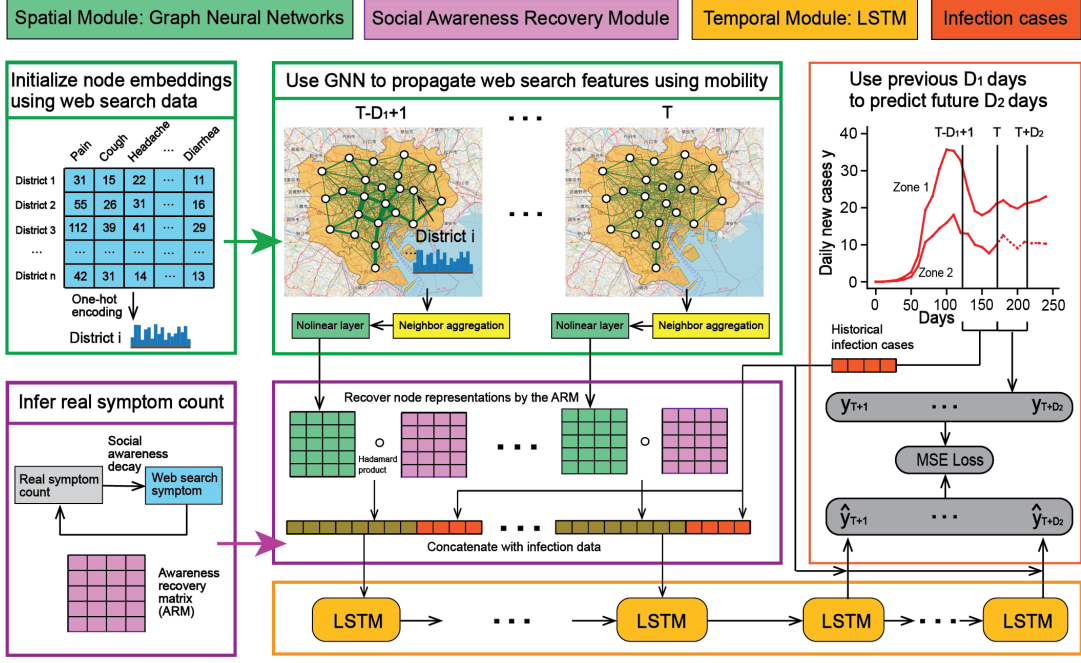 Spatial Module: Graph Neural Networks
Social Awareness Recovery Module
Temporal Module: LSTM
Infection cases
Initialize node embeddings
using web search data
Pain
Cough
Headache
...
Diarrhea
District 1 31 15 22 ... 11
District 2 55 26 31 ... 16
District 3 112 39 41 ... 29
... ... ... ... ... ...
District n 42 31 14 ... 13
One-hot
encoding
District i
Use GNN to propagate web search features using mobility
T-D₁+1
...
T
District i
...
Nolinear layer
Neighbor aggregation
Nolinear layer
Neighbor aggregation
Use previous D₁ days
to predict future D₂ days
T-D₁+1 T T+D₂
Daily new cases y
40
30
20
10
0
Zone 1
Zone 2
0 50 100 150 200 250
Days
Historical
infection cases
y_T+1 ... y_T+D₂
MSE Loss
ŷ_T+1 ... ŷ_T+D₂
Infer real symptom count
Social
awareness
decay
Real symptom
count
Web search
symptom
Awareness
recovery
matrix
(ARM)
Recover node representations by the ARM
Hadamard
product
...
...
Concatenate with infection data
LSTM
...
LSTM
LSTM
...
LSTM